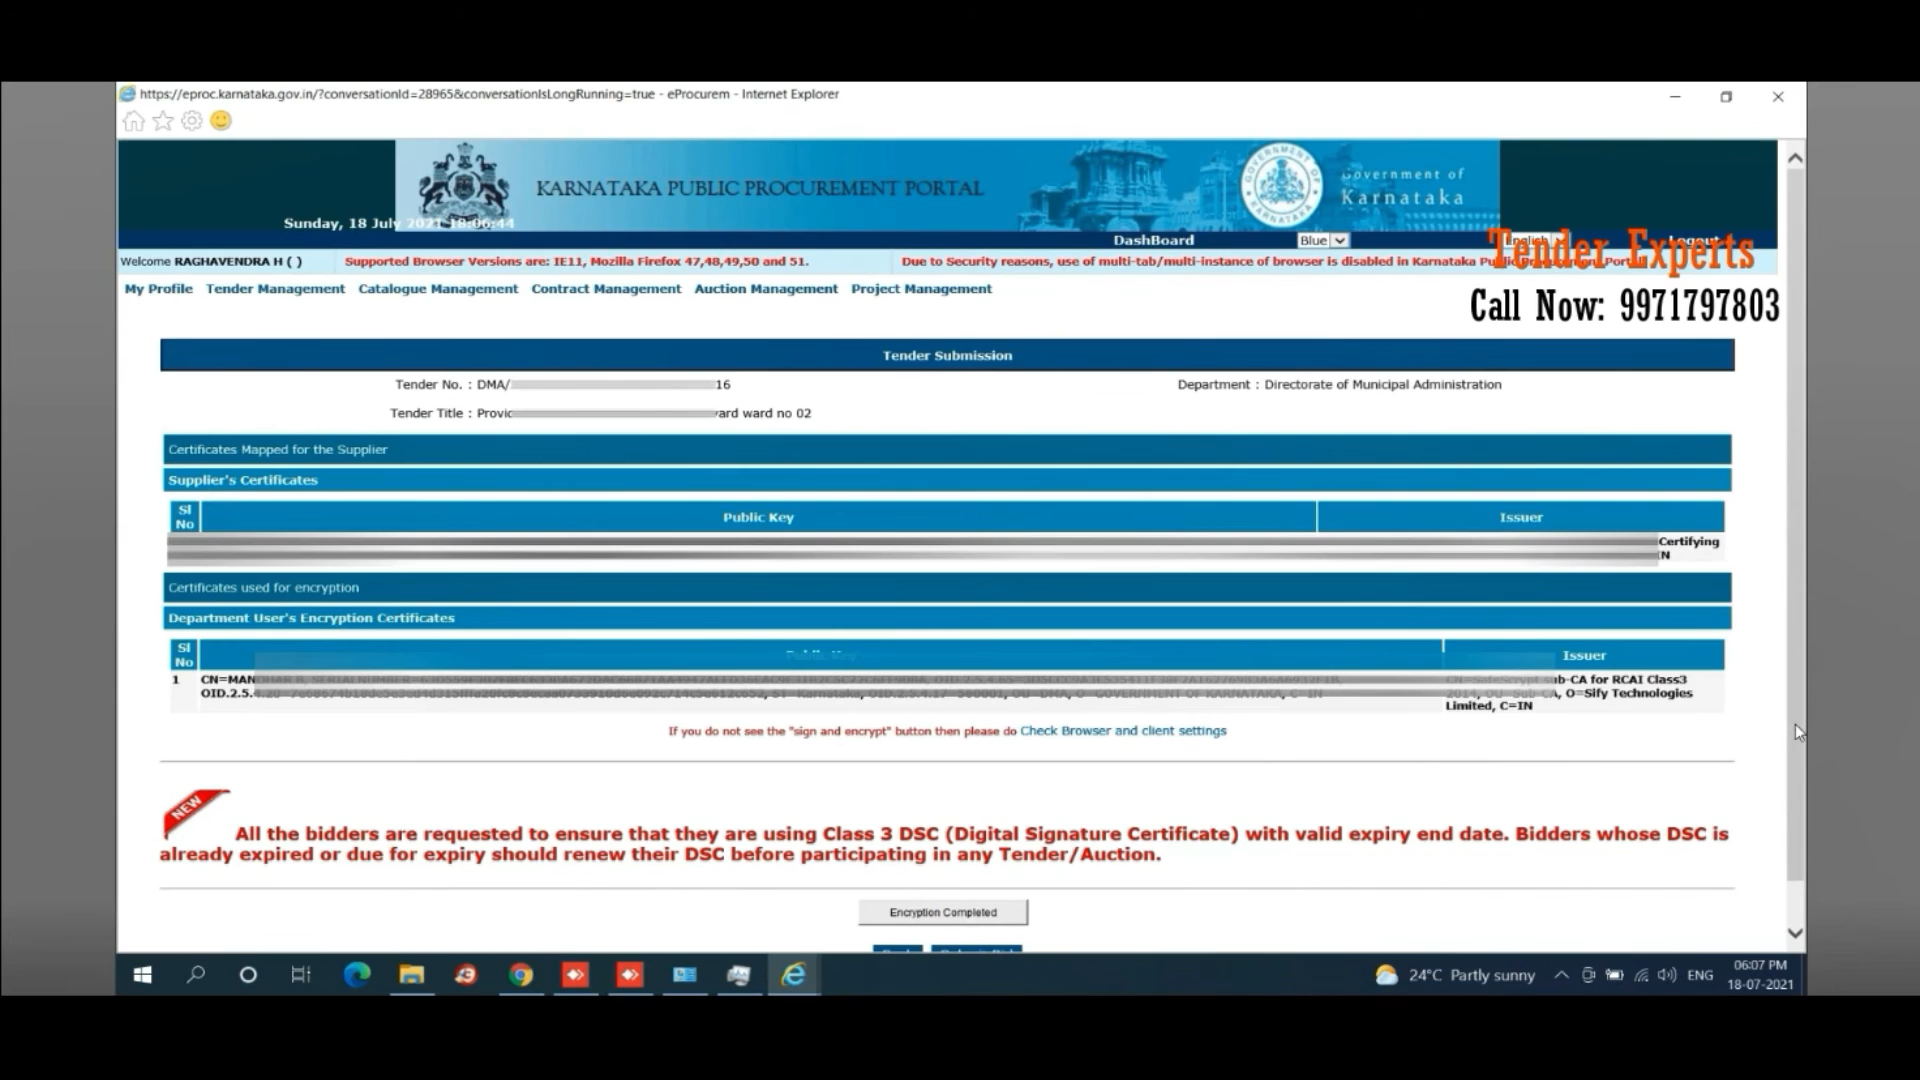 https://eproc.karnataka.gov.in/?conversationId=28965&conversationIsLongRunning=true - eProcurem - Internet Explorer
KARNATAKA PUBLIC PROCUREMENT PORTAL
GOVERNMENT OF KARNATAKA
Government of
Karnataka
Sunday, 18 July 2021 18:06:44
DashBoard
Blue
English
Logout
Welcome RAGHAVENDRA H ( )
Supported Browser Versions are: IE11, Mozilla Firefox 47,48,49,50 and 51.
Due to Security reasons, use of multi-tab/multi-instance of browser is disabled in Karnataka
Tender Experts
My Profile Tender Management Catalogue Management Contract Management Auction Management Project Management
Call Now: 9971797803
Tender Submission
Tender No. : DMA/ 16
Department : Directorate of Municipal Administration
Tender Title : ward no 02
Certificates Mapped for the Supplier
Supplier's Certificates
Sl No
Public Key
Issuer
Certifying
Certificates used for encryption
Department User's Encryption Certificates
Sl No
Issuer
1
sub-CA for RCAI Class3
O=Sify Technologies
Limited, C=IN
If you do not see the "sign and encrypt" button then please do Check Browser and client settings
NEW
All the bidders are requested to ensure that they are using Class 3 DSC (Digital Signature Certificate) with valid expiry end date. Bidders whose DSC is
already expired or due for expiry should renew their DSC before participating in any Tender/Auction.
Encryption Completed
24°C Partly sunny
ENG
06:07 PM
18-07-2021